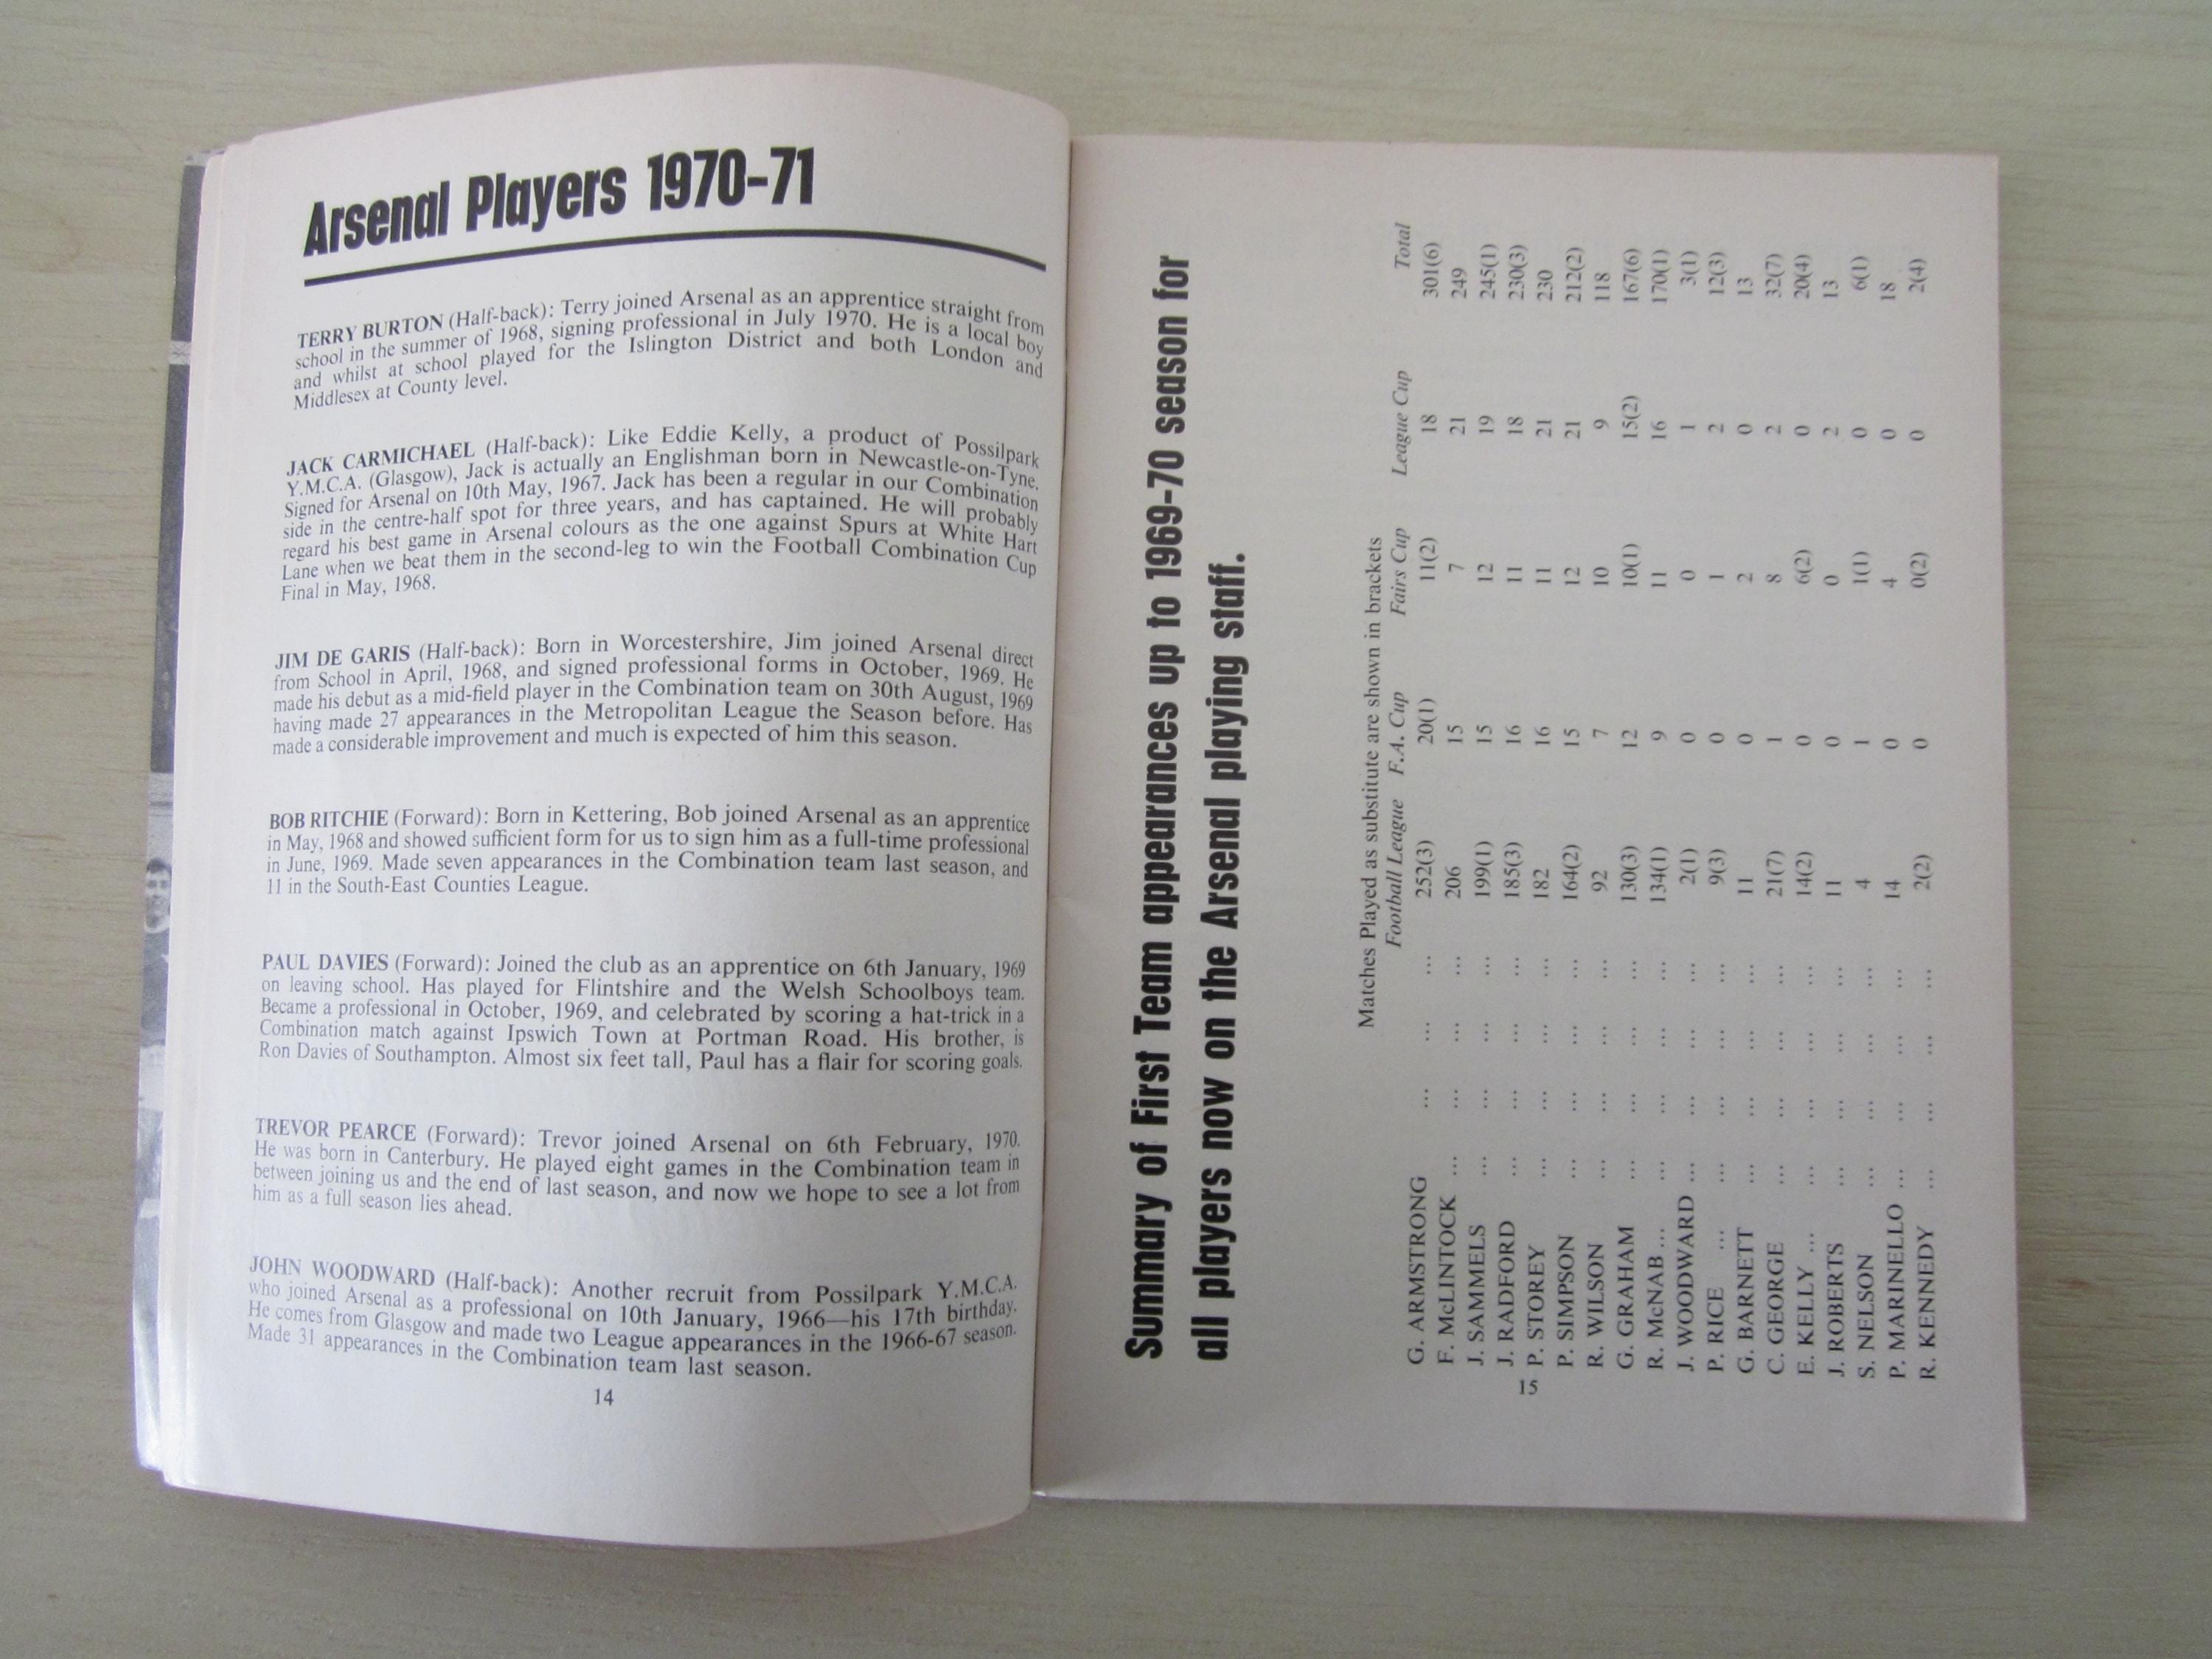 Arsenal Players 1970-71
TERRY BURTON (Half-back): Terry joined Arsenal as an apprentice straight from
school in the summer of 1968, signing professional in July 1970. He is a local boy
and whilst at school played for the Islington District and both London and
Middlesex at County level.
JACK CARMICHAEL (Half-back): Like Eddie Kelly, a product of Possilpark
Y.M.C.A. (Glasgow), Jack is actually an Englishman born in Newcastle-on-Tyne.
Signed for Arsenal on 10th May, 1967. Jack has been a regular in our Combination
side in the centre-half spot for three years, and has captained. He will probably
regard his best game in Arsenal colours as the one against Spurs at White Hart
Lane when we beat them in the second-leg to win the Football Combination Cup
Final in May, 1968.
JIM DE GARIS (Half-back): Born in Worcestershire, Jim joined Arsenal direct
from School in April, 1968, and signed professional forms in October, 1969. He
made his debut as a mid-field player in the Combination team on 30th August, 1969
having made 27 appearances in the Metropolitan League the Season before. Has
made a considerable improvement and much is expected of him this season.
BOB RITCHIE (Forward): Born in Kettering, Bob joined Arsenal as an apprentice
in May, 1968 and showed sufficient form for us to sign him as a full-time professional
in June, 1969. Made seven appearances in the Combination team last season, and
11 in the South-East Counties League.
PAUL DAVIES (Forward): Joined the club as an apprentice on 6th January, 1969
on leaving school. Has played for Flintshire and the Welsh Schoolboys team.
Became a professional in October, 1969, and celebrated by scoring a hat-trick in a
Combination match against Ipswich Town at Portman Road. His brother, is
Ron Davies of Southampton. Almost six feet tall, Paul has a flair for scoring goals.
TREVOR PEARCE (Forward): Trevor joined Arsenal on 6th February, 1970.
He was born in Canterbury. He played eight games in the Combination team in
between joining us and the end of last season, and now we hope to see a lot from
him as a full season lies ahead.
JOHN WOODWARD (Half-back): Another recruit from Possilpark Y.M.C.A.
who joined Arsenal as a professional on 10th January, 1966—his 17th birthday.
He comes from Glasgow and made two League appearances in the 1966-67 season.
Made 31 appearances in the Combination team last season.
14
Summary of First Team appearances up to 1969-70 season for
all players now on the Arsenal playing staff.
Matches Played as substitute are shown in brackets
Football League F.A. Cup Fairs Cup League Cup Total
G. ARMSTRONG ... ... ... 252(3) 20(1) 11(2) 18 301(6)
F. McLINTOCK ... ... ... ... 206 15 7 21 249
J. SAMMELS ... ... ... ... 199(1) 15 12 19 245(1)
J. RADFORD ... ... ... ... 185(3) 16 11 18 230(3)
P. STOREY ... ... ... ... 182 16 11 21 230
P. SIMPSON ... ... ... ... 164(2) 15 12 21 212(2)
R. WILSON ... ... ... ... 92 7 10 9 118
G. GRAHAM ... ... ... ... 130(3) 12 10(1) 15(2) 167(6)
R. McNAB ... ... ... ... ... 134(1) 9 11 16 170(1)
J. WOODWARD ... ... ... ... 2(1) 0 0 1 3(1)
P. RICE ... ... ... ... ... 9(3) 0 1 2 12(3)
G. BARNETT ... ... ... ... 11 0 2 0 13
C. GEORGE ... ... ... ... 21(7) 1 8 2 32(7)
E. KELLY ... ... ... ... ... 14(2) 0 6(2) 0 20(4)
J. ROBERTS ... ... ... ... 11 0 0 2 13
S. NELSON ... ... ... ... 4 1 1(1) 0 6(1)
P. MARINELLO ... ... ... ... 14 0 4 0 18
R. KENNEDY ... ... ... ... 2(2) 0 0(2) 0 2(4)
15